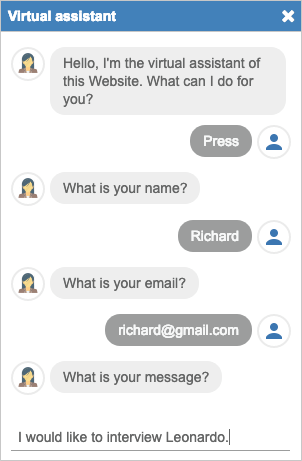 Virtual assistant
Hello, I'm the virtual assistant of
this Website. What can I do for
you?
Press
What is your name?
Richard
What is your email?
richard@gmail.com
What is your message?
I would like to interview Leonardo.